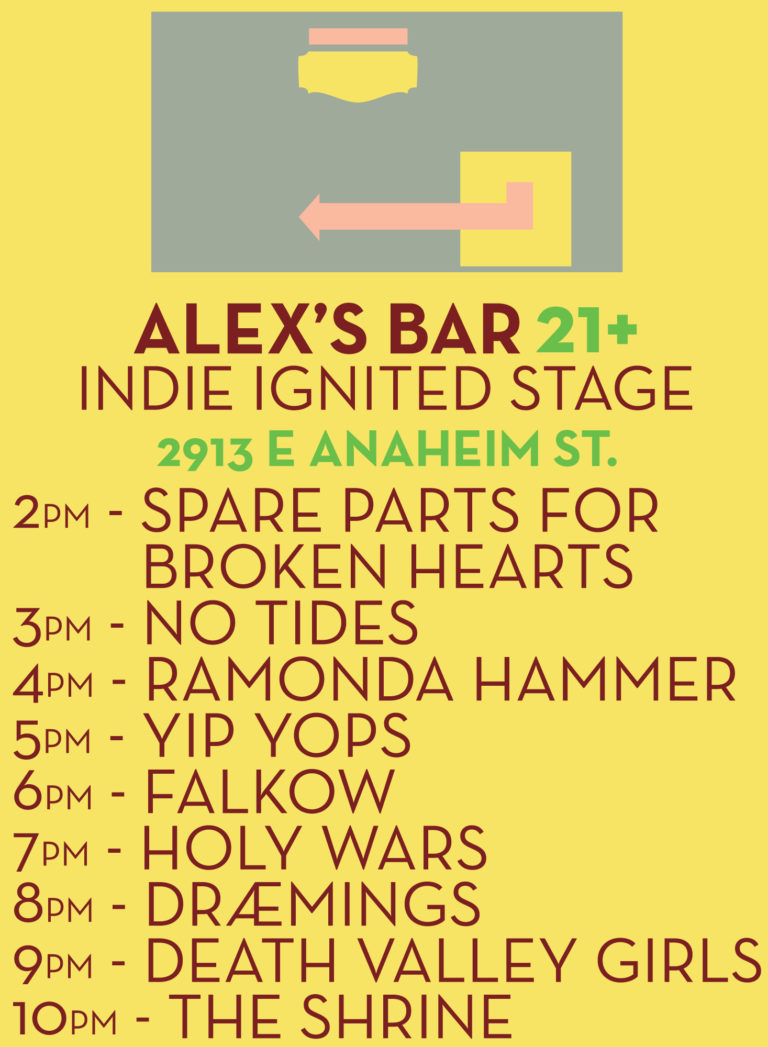 ALEX'S BAR 21+
INDIE IGNITED STAGE
2913 E ANAHEIM ST.
2PM - SPARE PARTS FOR
BROKEN HEARTS
3PM - NO TIDES
4PM - RAMONDA HAMMER
5PM - YIP YOPS
6PM - FALKOW
7PM - HOLY WARS
8PM - DRÆMINGS
9PM - DEATH VALLEY GIRLS
10PM - THE SHRINE